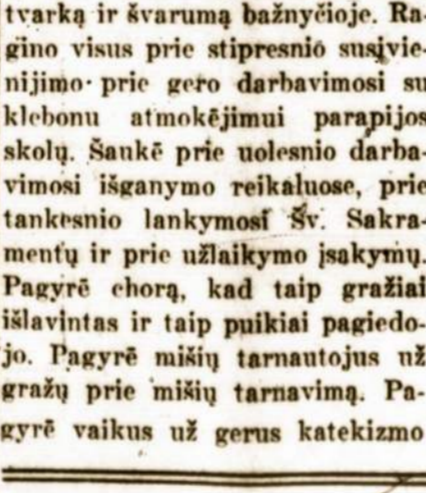 tvarką ir švarumą bažnyčioje. Ra-
gino visus prie stipresnio susivie-
nijimo prie gero darbavimosi su
klebonu atmokėjimui parapijos
skolų. Šaukė prie uolesnio darba-
vimosi išganymo reikaluose, prie
tankesnio lankymosi Šv. Sakra-
mentų ir prie užlaikymo įsakymų.
Pagyrė chorą, kad taip gražiai
išlavintas ir taip puikiai pagiedo-
jo. Pagyrė mišių tarnautojus už
gražų prie mišių tarnavimą. Pa-
gyrė vaikus už gerus katekizmo